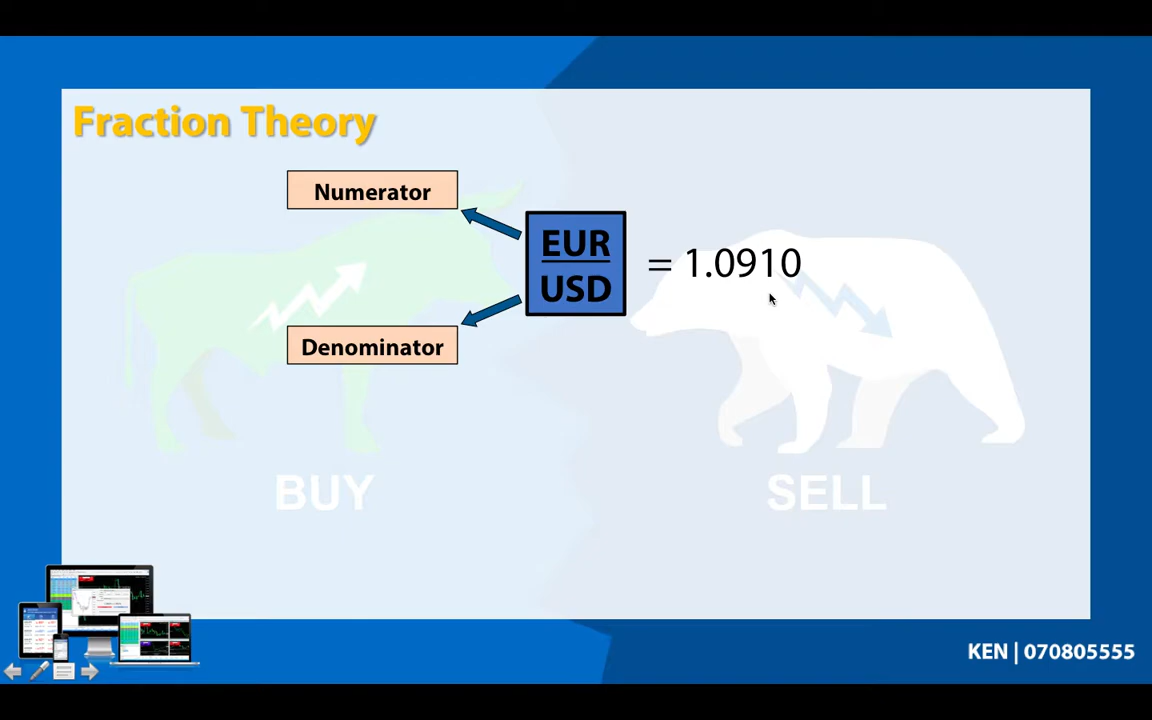 Fraction Theory
Numerator
EUR
USD
= 1.0910
Denominator
BUY
SELL
KEN | 070805555